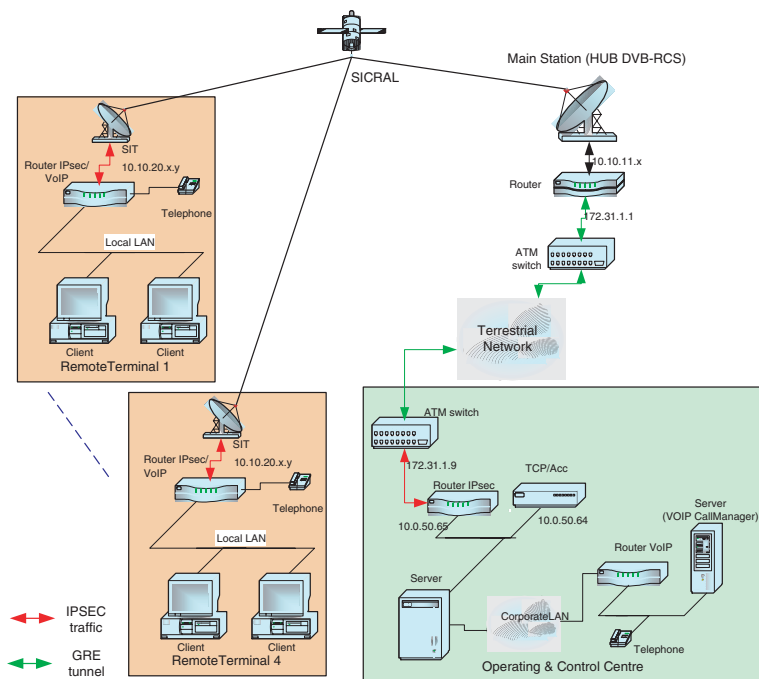 SICRAL
Main Station (HUB DVB-RCS)
SIT
Router IPsec/
VoIP
10.10.20.x.y
Telephone
Local LAN
Client
Client
RemoteTerminal 1
10.10.11.x
Router
172.31.1.1
ATM
switch
Terrestrial
Network
SIT
Router IPsec/
VoIP
10.10.20.x.y
Telephone
Local LAN
Client
Client
RemoteTerminal 4
ATM switch
172.31.1.9
Router IPsec
TCP/Acc
10.0.50.65
10.0.50.64
Server
(VOIP CallManager)
Router VoIP
Server
CorporateLAN
Telephone
Operating & Control Centre
IPSEC
traffic
GRE
tunnel